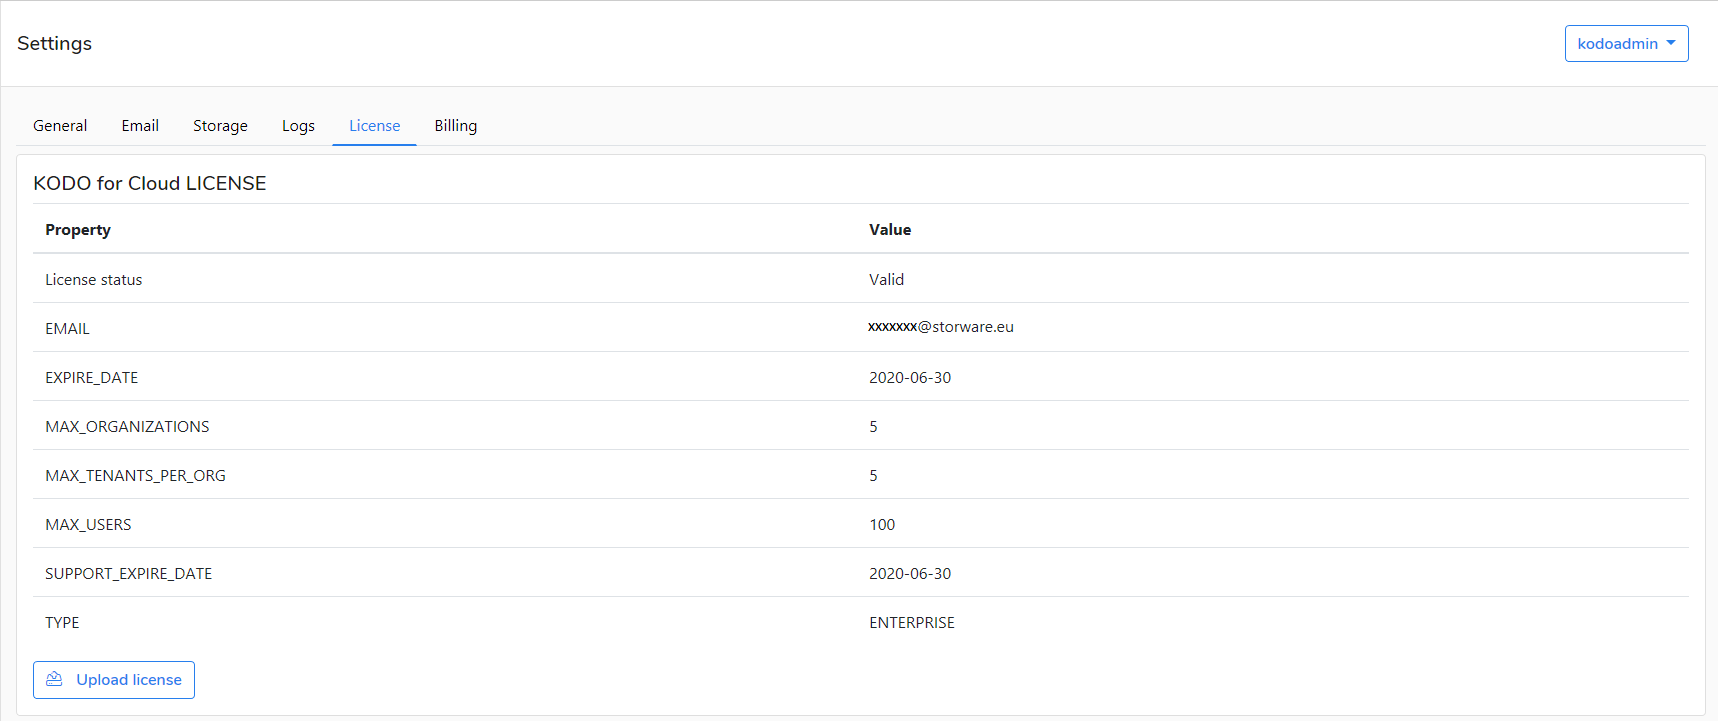 Settings
kodoadmin
General Email Storage Logs License Billing
KODO for Cloud LICENSE
Property Value
License status Valid
EMAIL xxxxxxx@storware.eu
EXPIRE_DATE 2020-06-30
MAX_ORGANIZATIONS 5
MAX_TENANTS_PER_ORG 5
MAX_USERS 100
SUPPORT_EXPIRE_DATE 2020-06-30
TYPE ENTERPRISE
Upload license